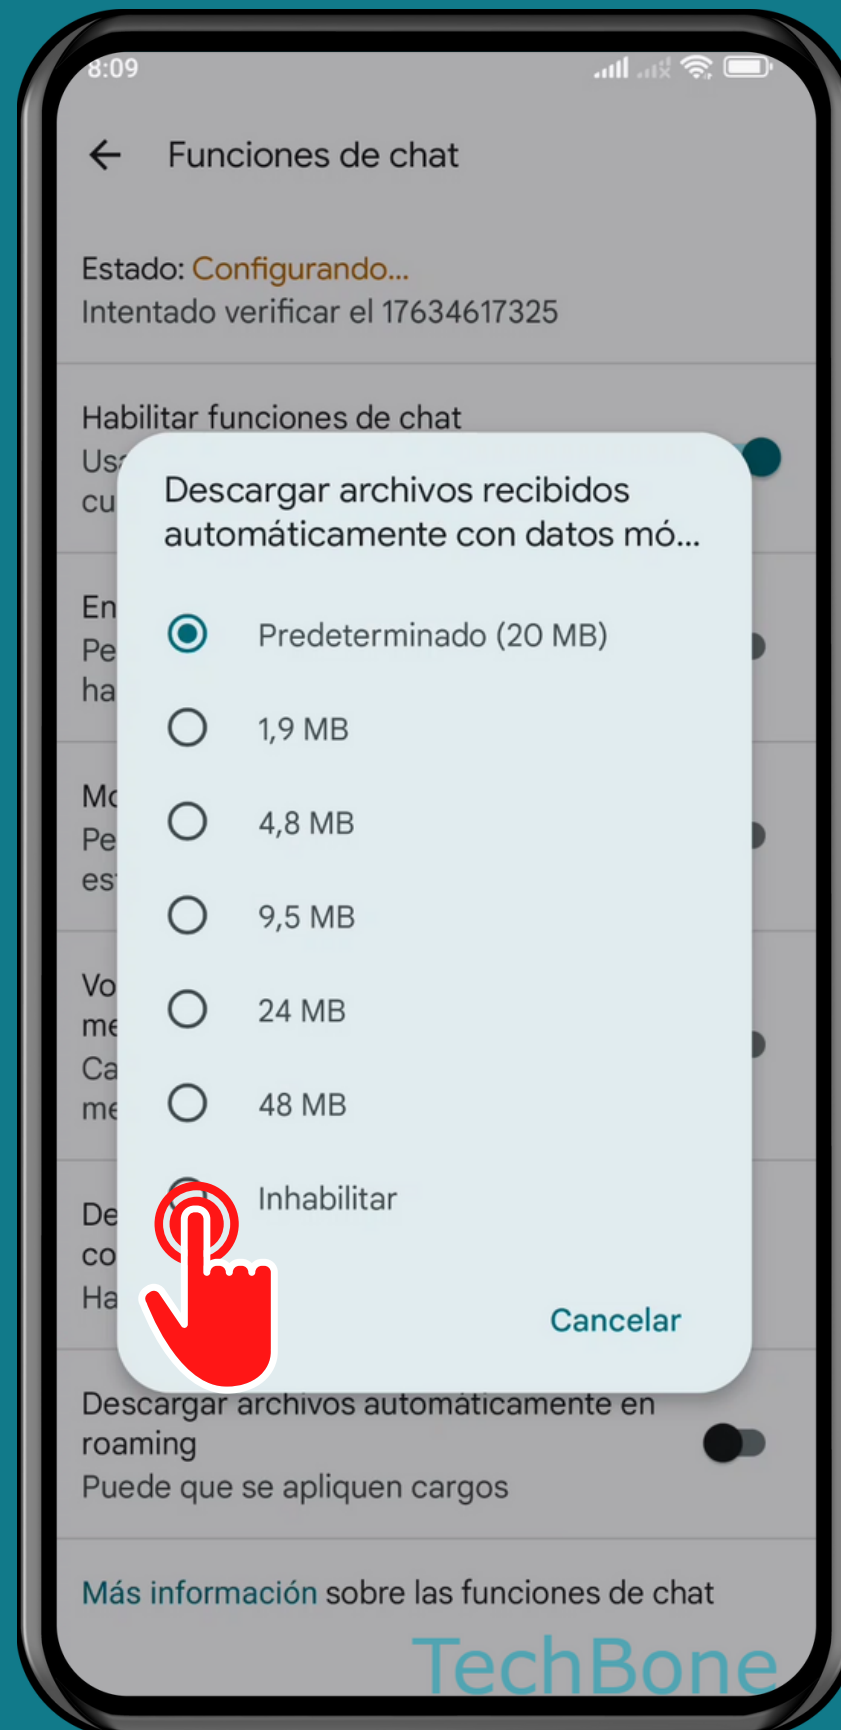 8:09
Funciones de chat
Estado: Configurando...
Intentado verificar el 17634617325
Habilitar funciones de chat
Descargar archivos recibidos
automáticamente con datos mó...
Predeterminado (20 MB)
1,9 MB
4,8 MB
9,5 MB
24 MB
48 MB
Inhabilitar
Cancelar
Descargar archivos automáticamente en
roaming
Puede que se apliquen cargos
Más información sobre las funciones de chat
TechBone